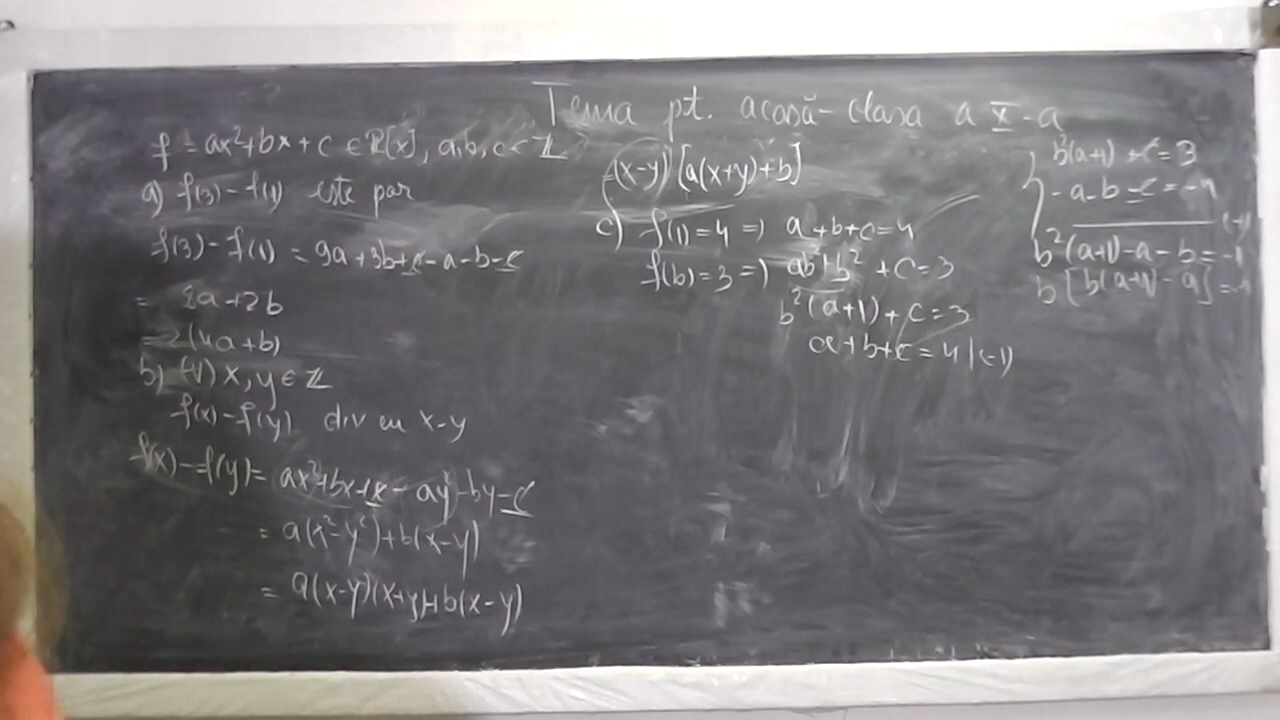 Tema pt. acasă - clasa a X-a
f = ax²+bx+c ∈ R[x], a,b,c ∈ Z
a) f(3)-f(1) este par
f(3)-f(1) = 9a+3b+c-a-b-c
= 8a+2b
= 2(4a+b)
b) (∀) x,y ∈ Z
f(x)-f(y) div cu x-y
f(x)-f(y)= ax²+bx+c - ay²-by-c
= a(x²-y²)+b(x-y)
= a(x-y)(x+y)+b(x-y)
=(x-y)[a(x+y)+b]
c) f(1)=4 => a+b+c=4
f(b)=3 => ab²+b²+c=3
b²(a+1)+c=3
a+b+c=4|(-1)
b²(a+1)+c=3
-a-b-c=-4
b²(a+1)-a-b=-1
b[b(a+1)-a]=-1